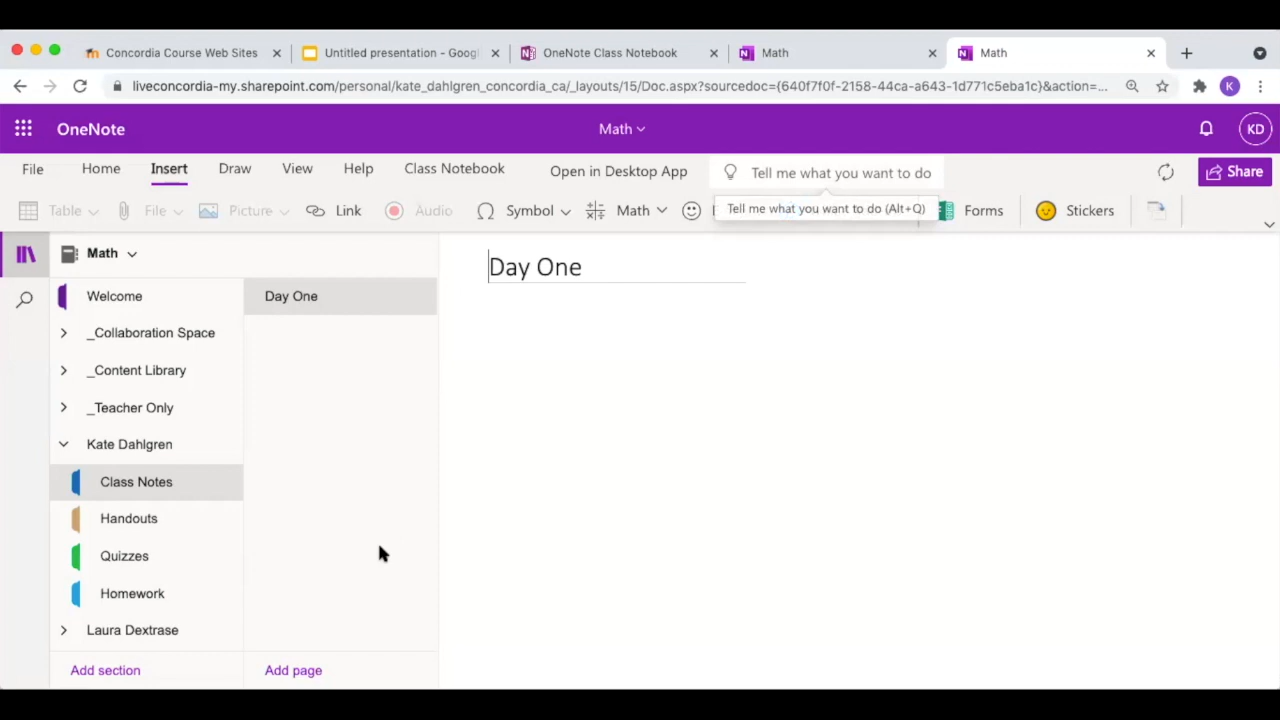 Concordia Course Web Sites
Untitled presentation - Googl
OneNote Class Notebook
Math
Math
liveconcordia-my.sharepoint.com/personal/kate_dahlgren_concordia_ca/_layouts/15/Doc.aspx?sourcedoc={640f7f0f-2158-44ca-a643-1d771c5eba1c}&action=...
K
OneNote
Math
KD
File Home Insert Draw View Help Class Notebook Open in Desktop App Tell me what you want to do Share
Table File Picture Link Audio Symbol Math Forms Stickers
Tell me what you want to do (Alt+Q)
Math
Welcome
_Collaboration Space
_Content Library
_Teacher Only
Kate Dahlgren
Class Notes
Handouts
Quizzes
Homework
Laura Dextrase
Add section
Day One
Add page
Day One